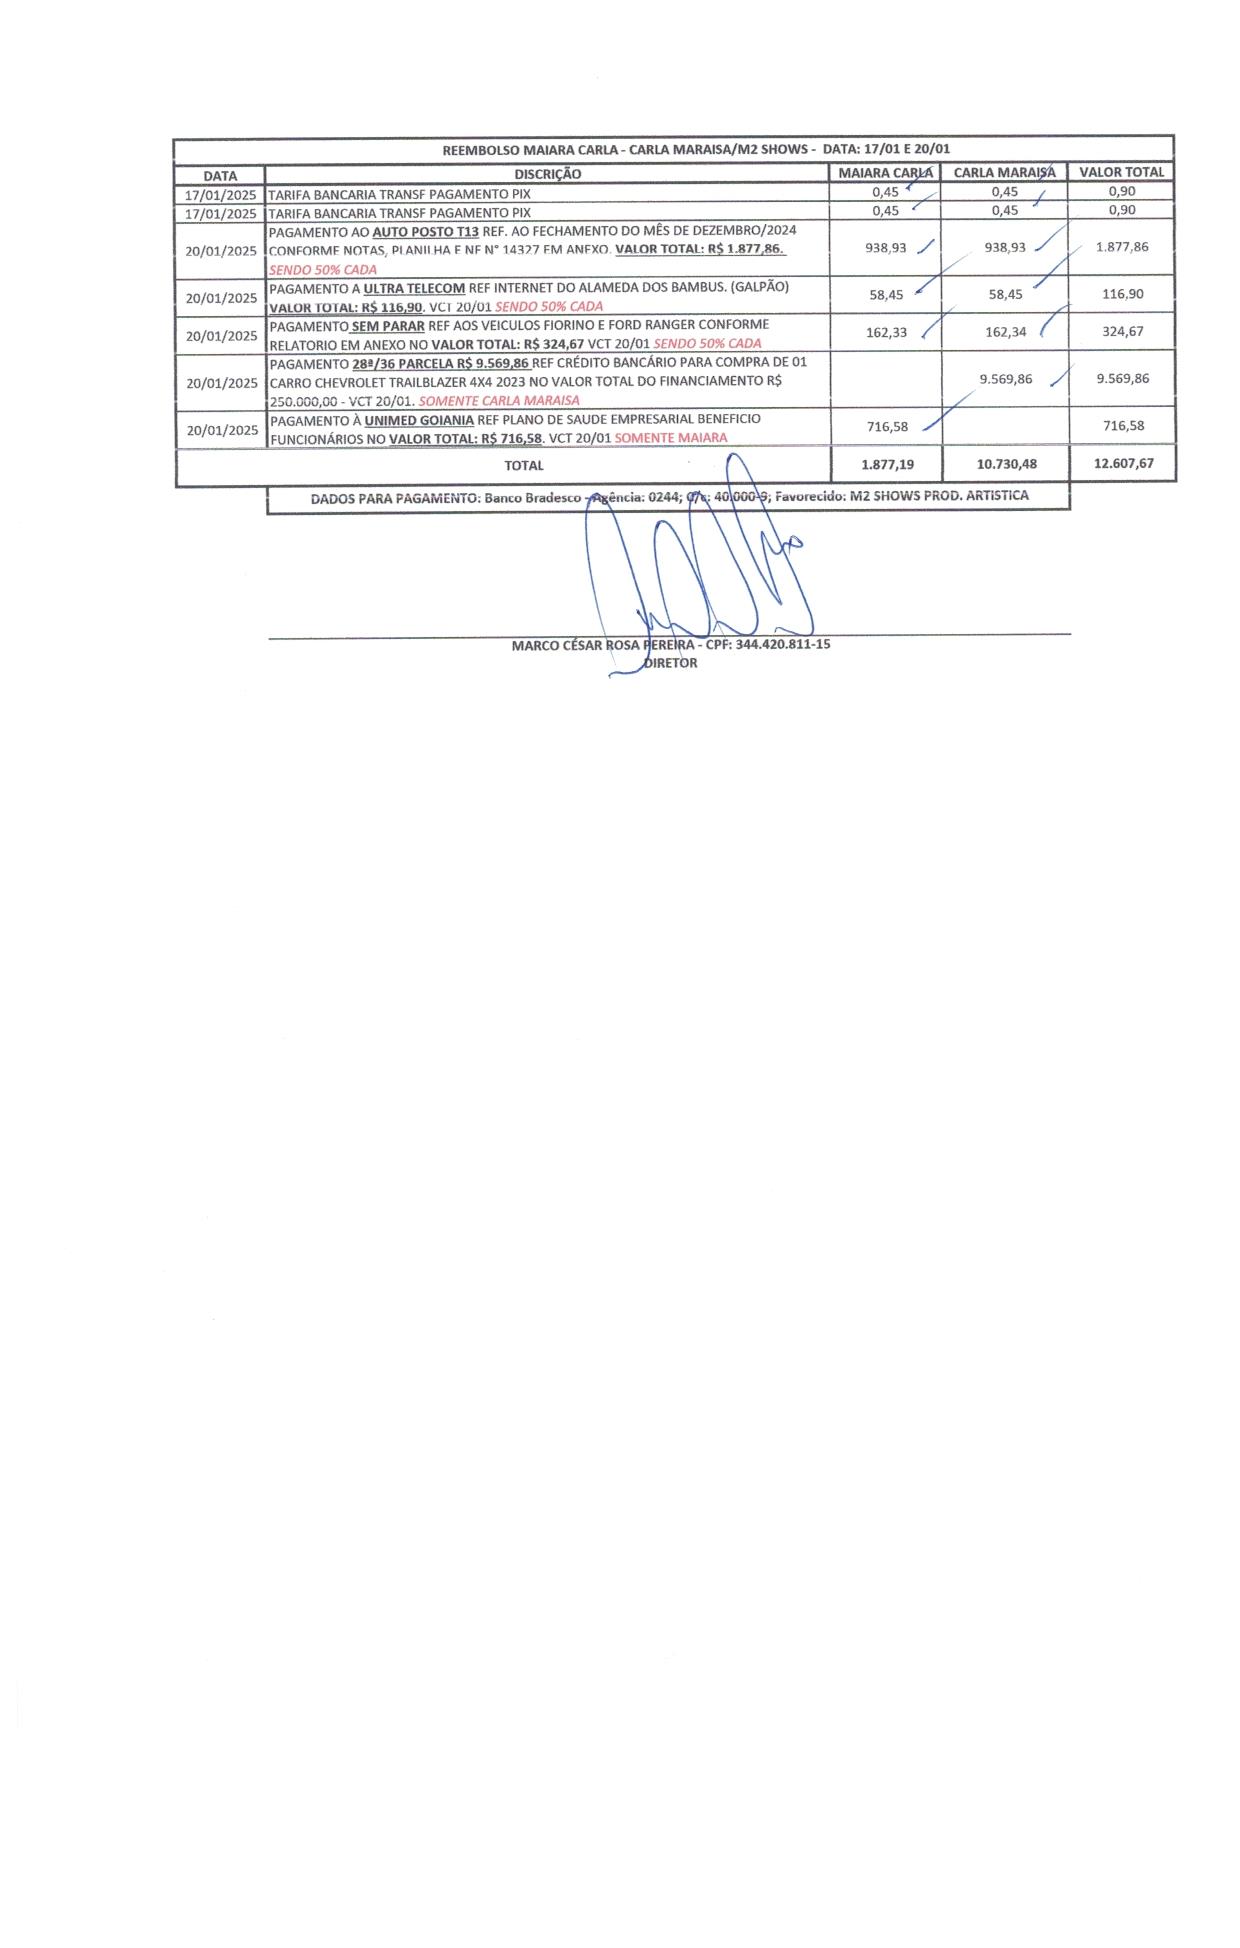 REEMBOLSO MAIARA CARLA - CARLA MARAISA/M2 SHOWS - DATA: 17/01 E 20/01
DATA DISCRIÇÃO MAIARA CARLA CARLA MARAISA VALOR TOTAL
17/01/2025 TARIFA BANCARIA TRANSF PAGAMENTO PIX 0,45 0,45 0,90
17/01/2025 TARIFA BANCARIA TRANSF PAGAMENTO PIX 0,45 0,45 0,90
PAGAMENTO AO AUTO POSTO T13 REF. AO FECHAMENTO DO MÊS DE DEZEMBRO/2024
20/01/2025 CONFORME NOTAS, PLANILHA E NF N° 14327 EM ANEXO. VALOR TOTAL: R$ 1.877,86. 938,93 938,93 1.877,86
SENDO 50% CADA
20/01/2025 PAGAMENTO A ULTRA TELECOM REF INTERNET DO ALAMEDA DOS BAMBUS. (GALPÃO) 58,45 58,45 116,90
VALOR TOTAL: R$ 116,90. VCT 20/01 SENDO 50% CADA
20/01/2025 PAGAMENTO SEM PARAR REF AOS VEICULOS FIORINO E FORD RANGER CONFORME 162,33 162,34 324,67
RELATORIO EM ANEXO NO VALOR TOTAL: R$ 324,67 VCT 20/01 SENDO 50% CADA
PAGAMENTO 28ª/36 PARCELA R$ 9.569,86 REF CRÉDITO BANCÁRIO PARA COMPRA DE 01
20/01/2025 CARRO CHEVROLET TRAILBLAZER 4X4 2023 NO VALOR TOTAL DO FINANCIAMENTO R$ 9.569,86 9.569,86
250.000,00 - VCT 20/01. SOMENTE CARLA MARAISA
20/01/2025 PAGAMENTO À UNIMED GOIANIA REF PLANO DE SAUDE EMPRESARIAL BENEFICIO 716,58 716,58
FUNCIONÁRIOS NO VALOR TOTAL: R$ 716,58. VCT 20/01 SOMENTE MAIARA
TOTAL 1.877,19 10.730,48 12.607,67
DADOS PARA PAGAMENTO: Banco Bradesco - Agência: 0244; C/c: 40.000-9; Favorecido: M2 SHOWS PROD. ARTISTICA
MARCO CÉSAR ROSA PEREIRA - CPF: 344.420.811-15
DIRETOR